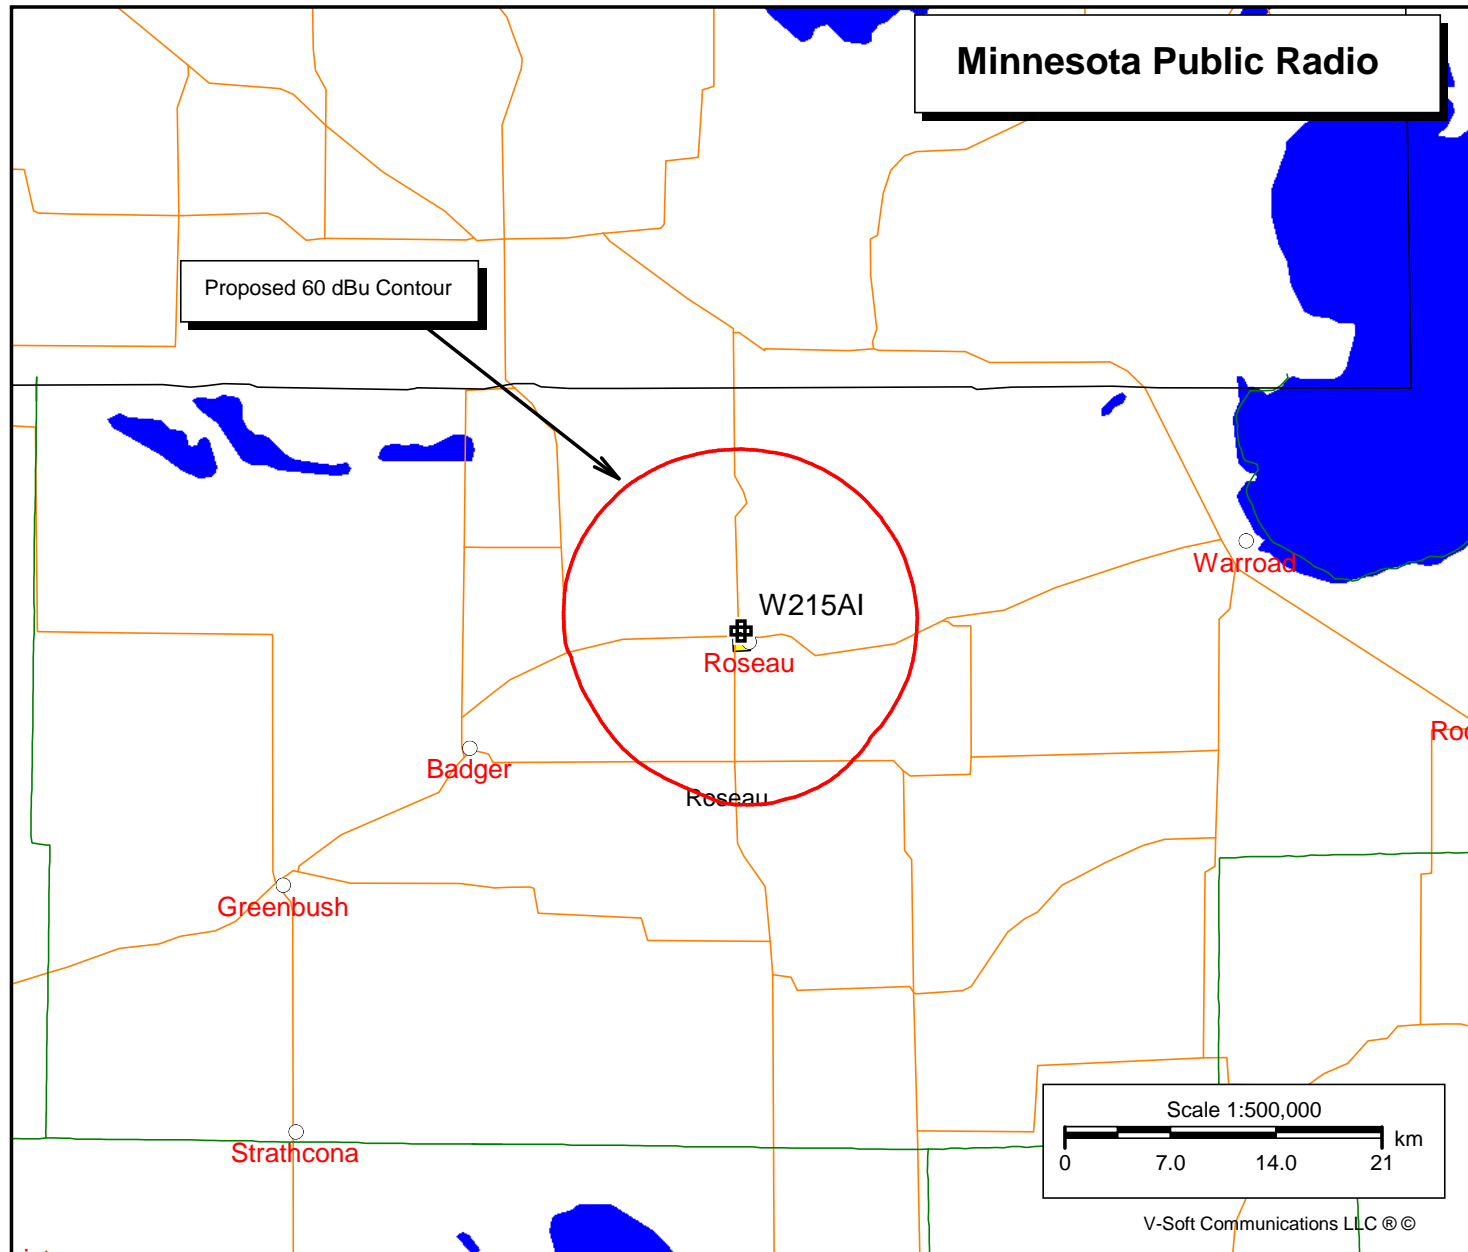 Minnesota Public Radio
Proposed 60 dBu Contour
Warroad
W215AI
Roseau
Badger
Roseau
Greenbush
Strathcona
Scale 1:500,000
km
0 7.0 14.0 21
V-Soft Communications LLC ® ©